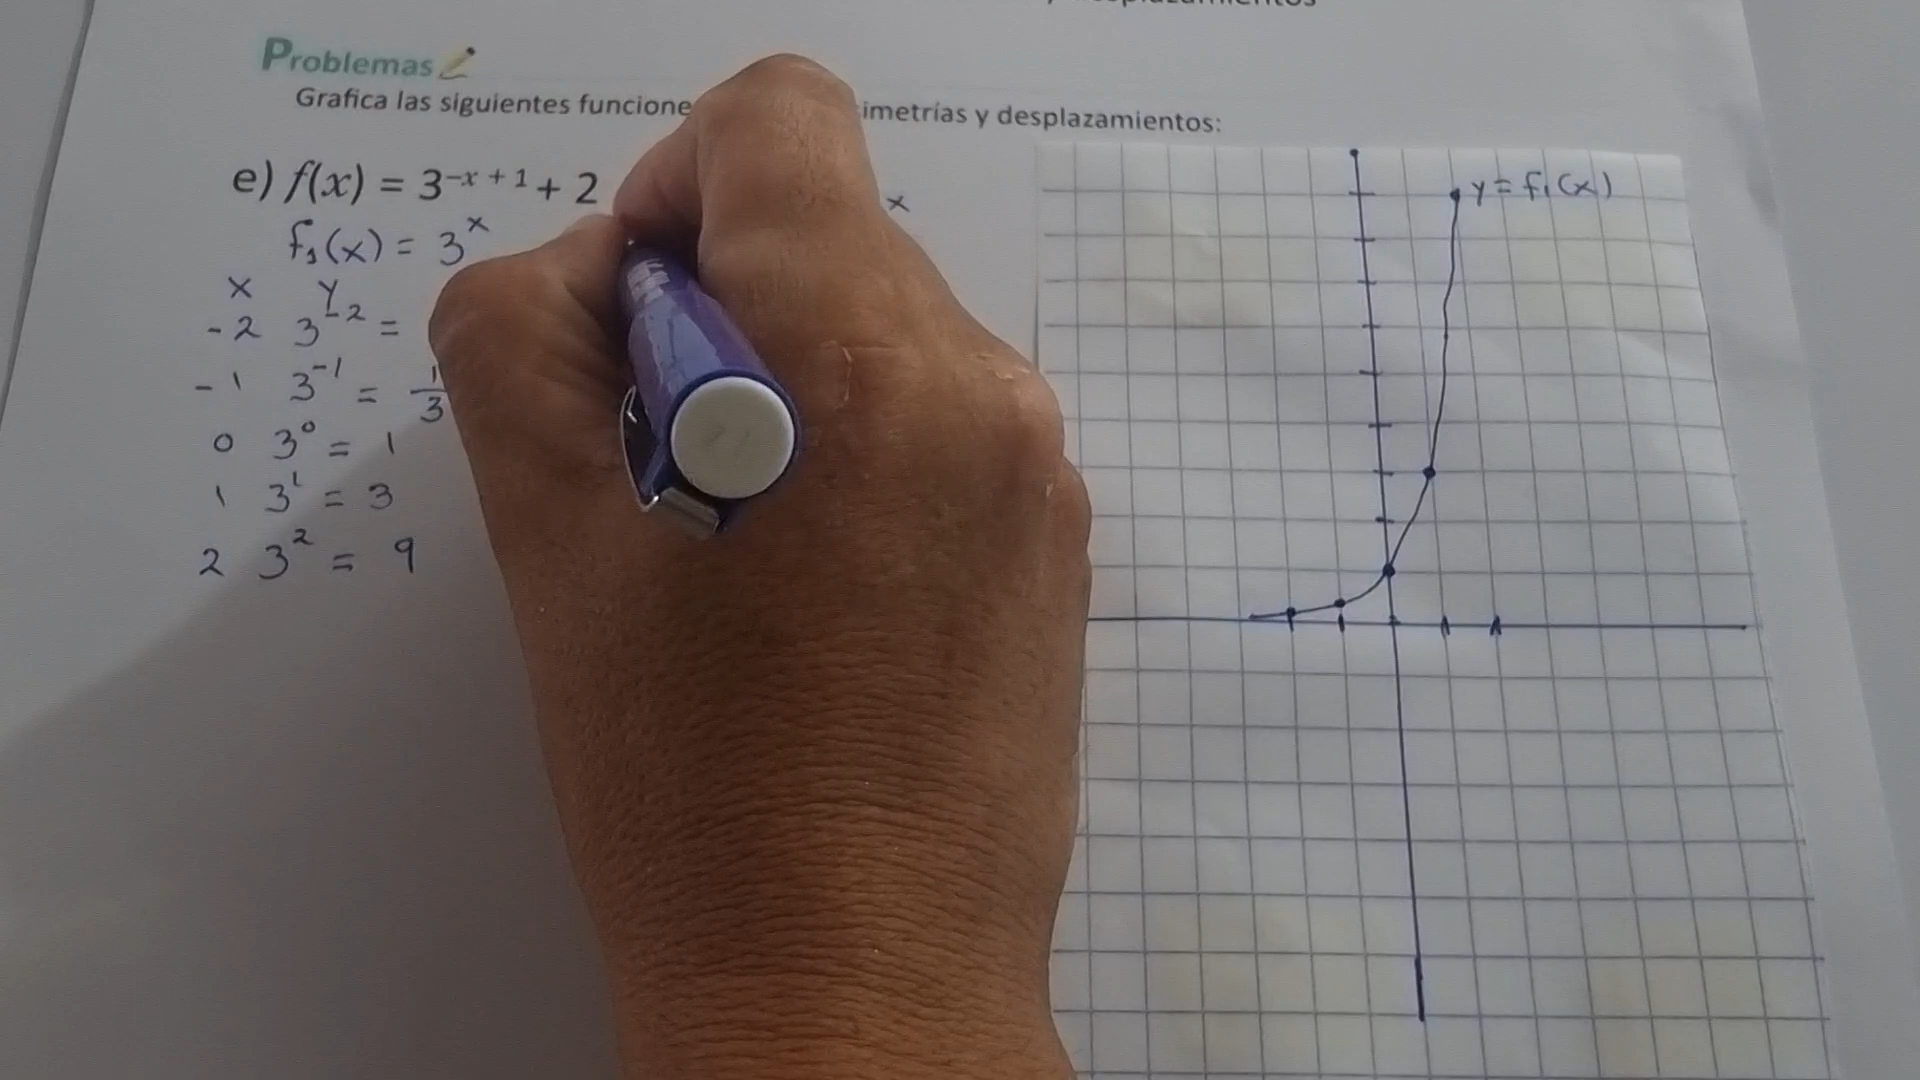 desplazamientos
Problemas
Grafica las siguientes funcione imetrías y desplazamientos:
e) f(x) = 3^{-x + 1} + 2
x
f₁(x) = 3^x
x y
-2 3^{-2} =
-1 3^{-1} = 1/3
0 3^0 = 1
1 3^1 = 3
2 3^2 = 9
y = f₁(x)